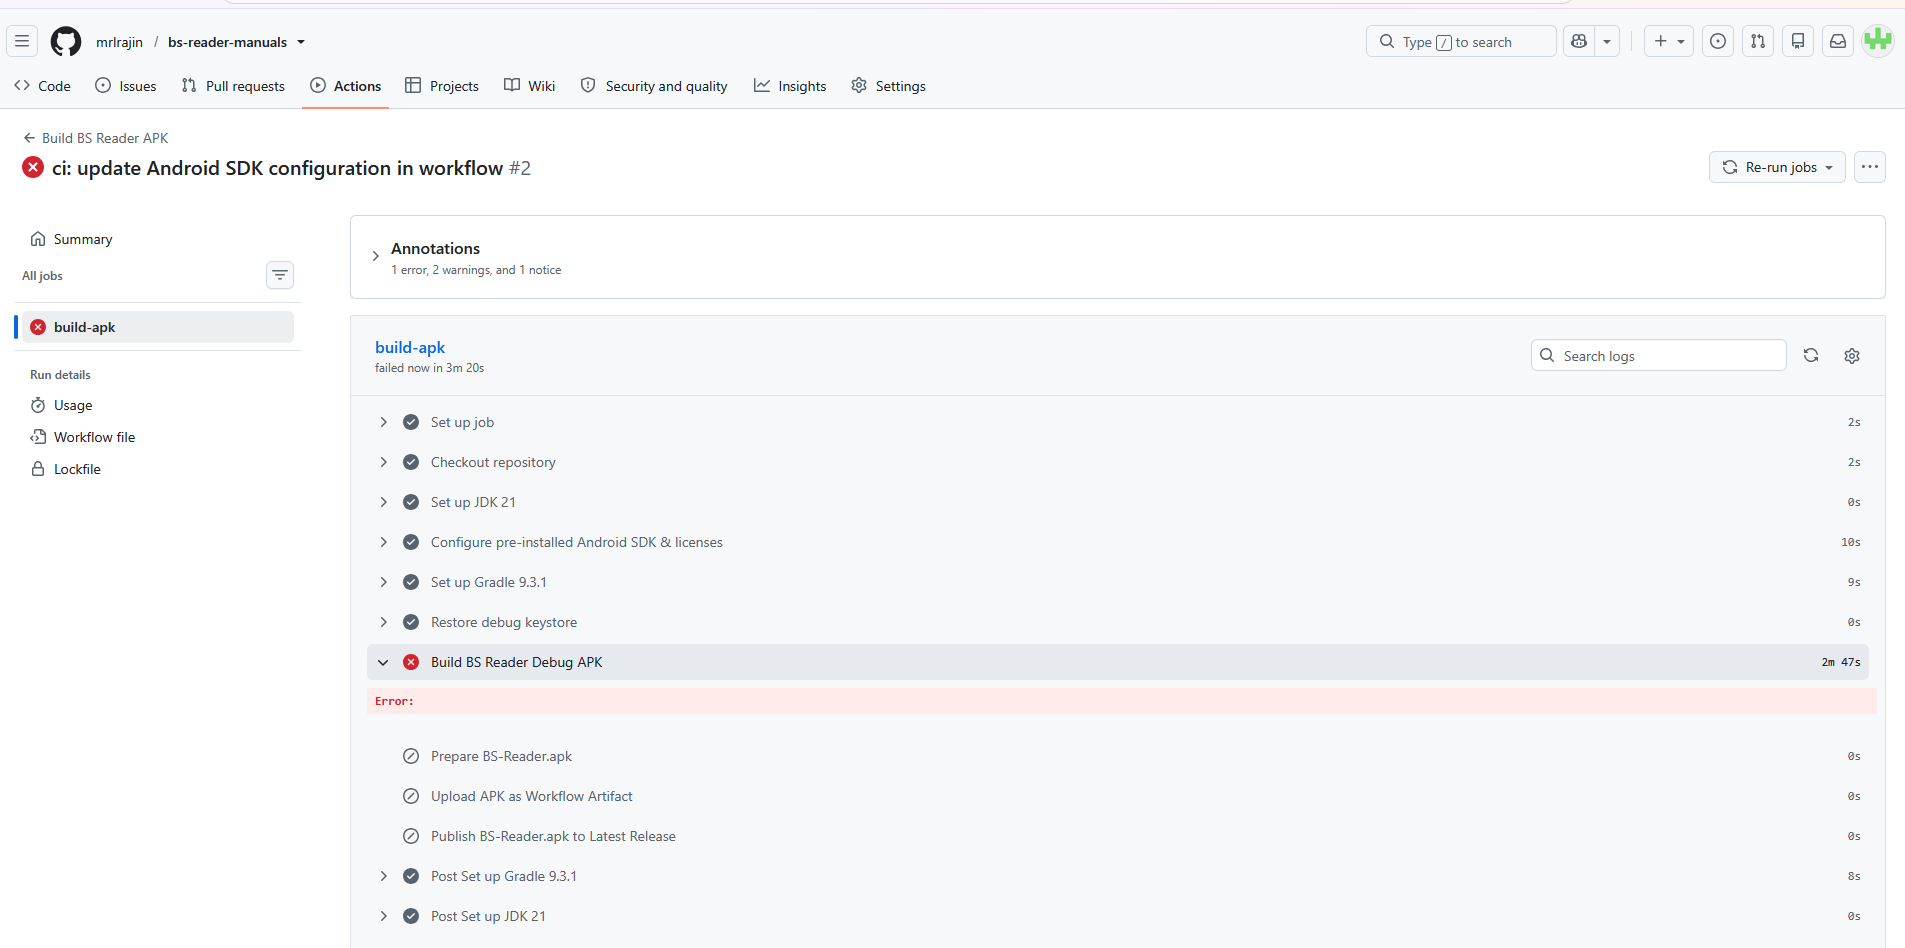 mrlrajin / bs-reader-manuals
Type / to search
Code
Issues
Pull requests
Actions
Projects
Wiki
Security and quality
Insights
Settings
Build BS Reader APK
ci: update Android SDK configuration in workflow #2
Re-run jobs
Summary
All jobs
build-apk
Run details
Usage
Workflow file
Lockfile
Annotations
1 error, 2 warnings, and 1 notice
build-apk
failed now in 3m 20s
Search logs
Set up job 2s
Checkout repository 2s
Set up JDK 21 0s
Configure pre-installed Android SDK & licenses 10s
Set up Gradle 9.3.1 9s
Restore debug keystore 0s
Build BS Reader Debug APK 2m 47s
Error:
Prepare BS-Reader.apk 0s
Upload APK as Workflow Artifact 0s
Publish BS-Reader.apk to Latest Release 0s
Post Set up Gradle 9.3.1 8s
Post Set up JDK 21 0s